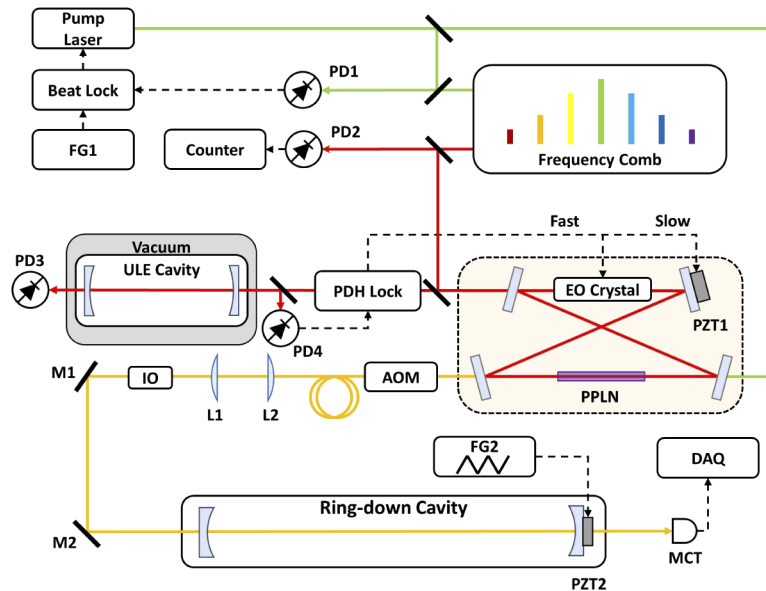 Pump
Laser
PD1
Beat Lock
PD2
FG1
Counter
Frequency Comb
Fast
Slow
Vacuum
PD3
ULE Cavity
PDH Lock
EO Crystal
PZT1
PD4
M1
IO
AOM
L1
L2
PPLN
FG2
DAQ
Ring-down Cavity
M2
MCT
PZT2